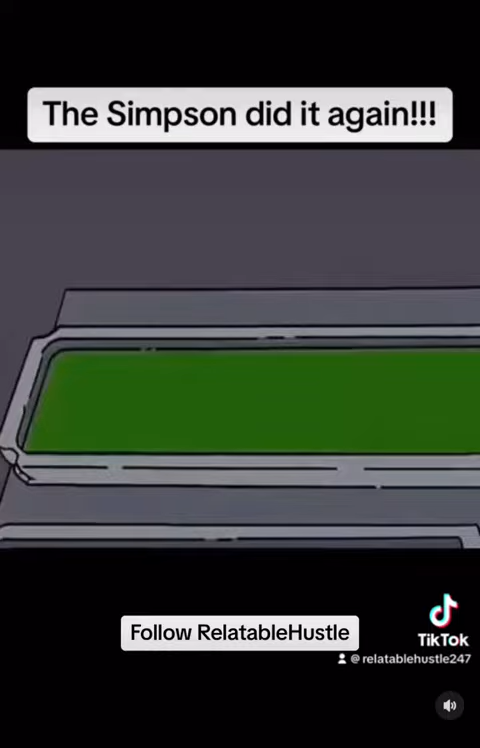 The Simpson did it again!!!
Follow RelatableHustle
TikTok
@relatablehustle247